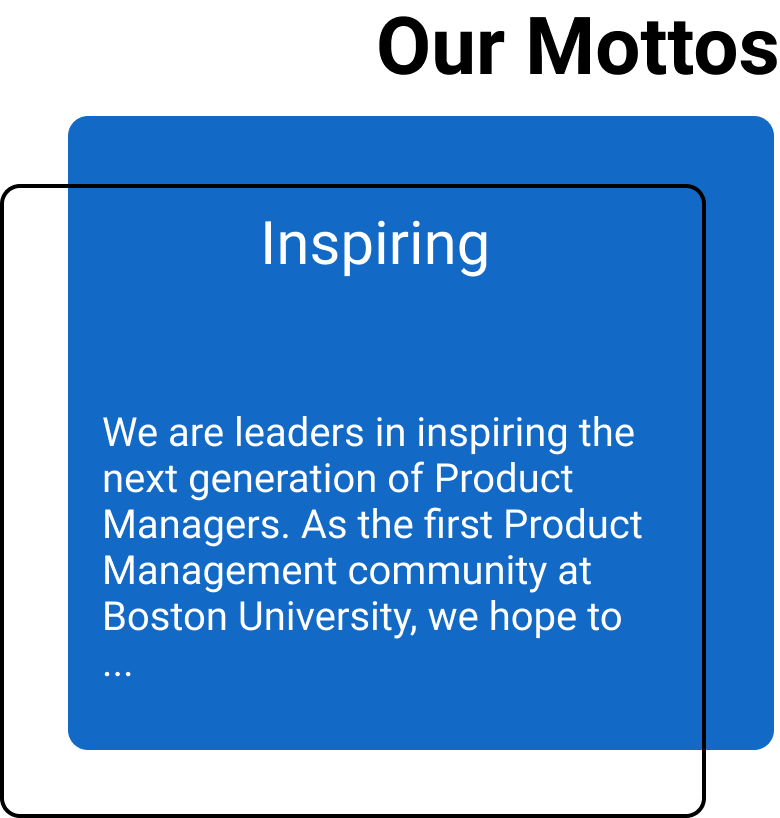 Our Mottos
Inspiring
We are leaders in inspiring the
next generation of Product
Managers. As the first Product
Management community at
Boston University, we hope to
...